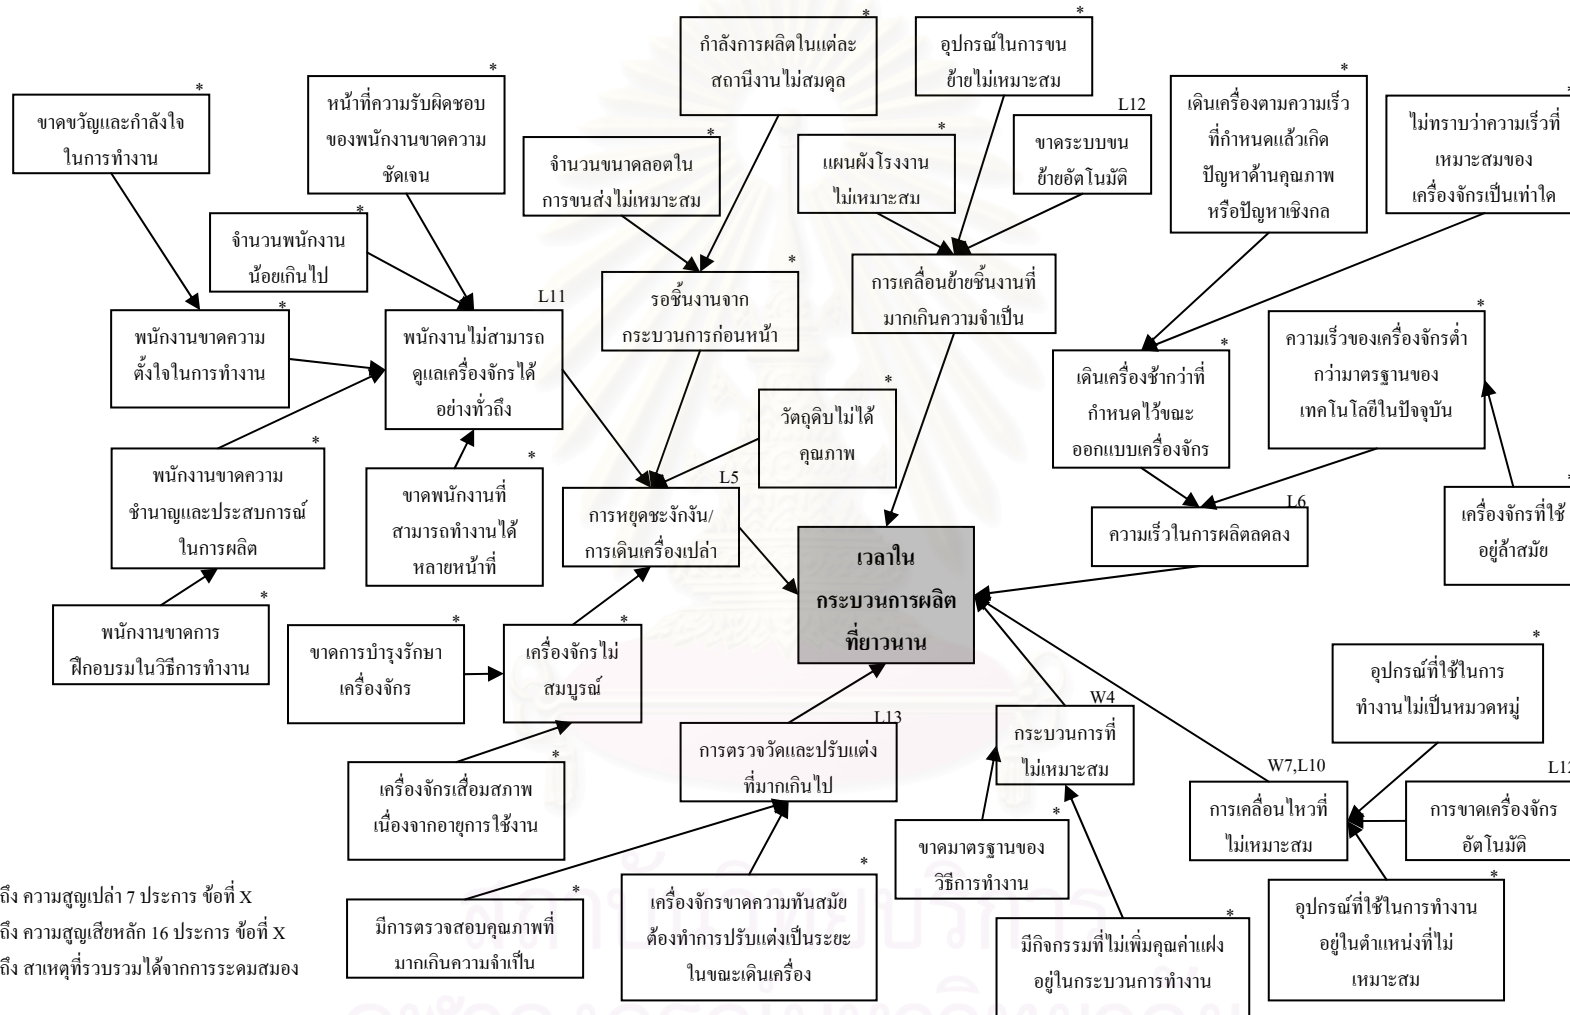 *
กำลังการผลิตในแต่ละ
สถานีงานไม่สมดุล
*
อุปกรณ์ในการขน
ย้ายไม่เหมาะสม
*
ขาดขวัญและกำลังใจ
ในการทำงาน
*
หน้าที่ความรับผิดชอบ
ของพนักงานขาดความ
ชัดเจน
*
จำนวนขนาดลอตใน
การขนส่งไม่เหมาะสม
*
แผนผังโรงงาน
ไม่เหมาะสม
L12
ขาดระบบขน
ย้ายอัตโนมัติ
*
เดินเครื่องตามความเร็ว
ที่กำหนดแล้วเกิด
ปัญหาด้านคุณภาพ
หรือปัญหาเชิงกล
*
ไม่ทราบว่าความเร็วที่
เหมาะสมของ
เครื่องจักรเป็นเท่าใด
*
จำนวนพนักงาน
น้อยเกินไป
*
พนักงานขาดความ
ตั้งใจในการทำงาน
L11
พนักงานไม่สามารถ
ดูแลเครื่องจักรได้
อย่างทั่วถึง
*
รอชิ้นงานจาก
กระบวนการก่อนหน้า
การเคลื่อนย้ายชิ้นงานที่
มากเกินความจำเป็น
*
เดินเครื่องช้ากว่าที่
กำหนดไว้ขณะ
ออกแบบเครื่องจักร
*
ความเร็วของเครื่องจักรต่ำ
กว่ามาตรฐานของ
เทคโนโลยีในปัจจุบัน
*
วัตถุดิบไม่ได้
คุณภาพ
*
พนักงานขาดความ
ชำนาญและประสบการณ์
ในการผลิต
*
ขาดพนักงานที่
สามารถทำงานได้
หลายหน้าที่
L5
การหยุดชะงักงัน/
การเดินเครื่องเปล่า
เวลาใน
กระบวนการผลิต
ที่ยาวนาน
L6
ความเร็วในการผลิตลดลง
*
เครื่องจักรที่ใช้
อยู่ล้าสมัย
*
พนักงานขาดการ
ฝึกอบรมในวิธีการทำงาน
*
ขาดการบำรุงรักษา
เครื่องจักร
*
เครื่องจักรไม่
สมบูรณ์
L13
การตรวจวัดและปรับแต่ง
ที่มากเกินไป
W4
กระบวนการที่
ไม่เหมาะสม
*
อุปกรณ์ที่ใช้ในการ
ทำงานไม่เป็นหมวดหมู่
W7,L10
การเคลื่อนไหวที่
ไม่เหมาะสม
L12
การขาดเครื่องจักร
อัตโนมัติ
*
เครื่องจักรเสื่อมสภาพ
เนื่องจากอายุการใช้งาน
*
ขาดมาตรฐานของ
วิธีการทำงาน
*
มีการตรวจสอบคุณภาพที่
มากเกินความจำเป็น
*
เครื่องจักรขาดความทันสมัย
ต้องทำการปรับแต่งเป็นระยะ
ในขณะเดินเครื่อง
*
มีกิจกรรมที่ไม่เพิ่มคุณค่าแฝง
อยู่ในกระบวนการทำงาน
*
อุปกรณ์ที่ใช้ในการทำงาน
อยู่ในตำแหน่งที่ไม่
เหมาะสม
ถึง ความสูญเปล่า 7 ประการ ข้อที่ X
ถึง ความสูญเสียหลัก 16 ประการ ข้อที่ X
ถึง สาเหตุที่รวบรวมได้จากการระดมสมอง
สถาบันวิทยบริการ
จุฬาลงกรณ์มหาวิทยาลัย